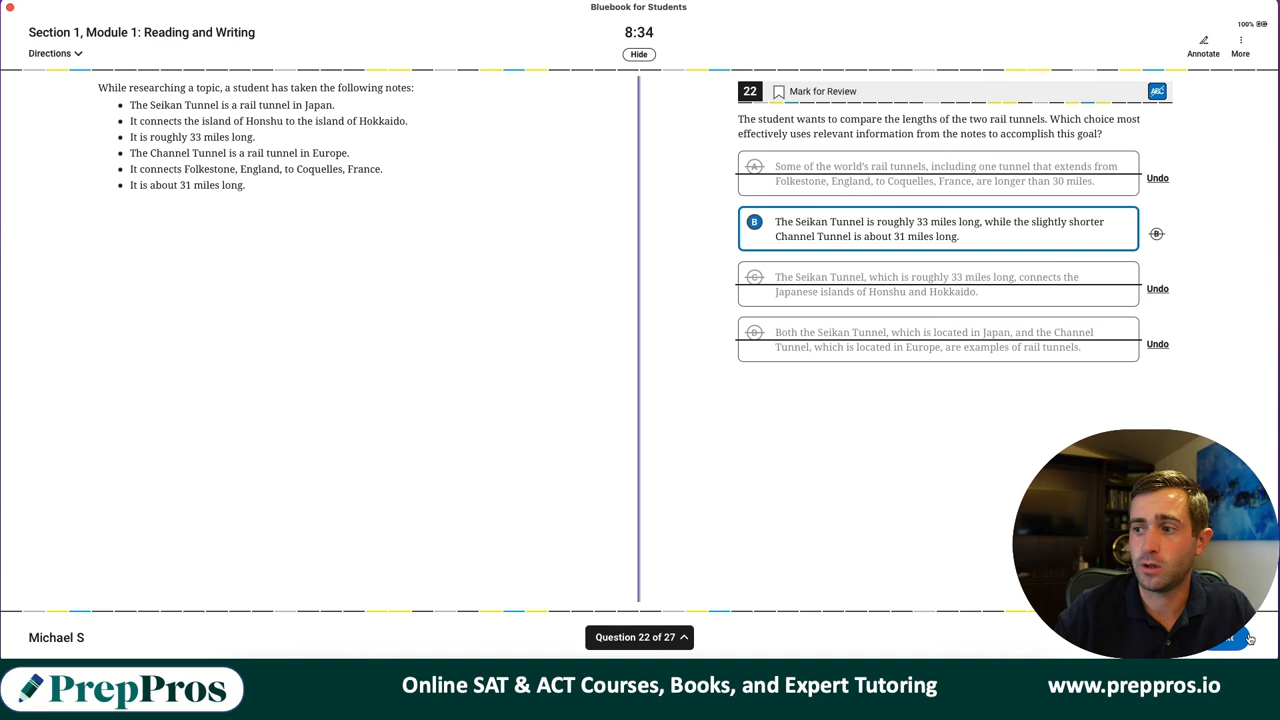 Bluebook for Students
Section 1, Module 1: Reading and Writing
8:34
100%
Directions
Hide
Annotate
More
While researching a topic, a student has taken the following notes:
• The Seikan Tunnel is a rail tunnel in Japan.
• It connects the island of Honshu to the island of Hokkaido.
• It is roughly 33 miles long.
• The Channel Tunnel is a rail tunnel in Europe.
• It connects Folkestone, England, to Coquelles, France.
• It is about 31 miles long.
22 Mark for Review ABC
The student wants to compare the lengths of the two rail tunnels. Which choice most
effectively uses relevant information from the notes to accomplish this goal?
A Some of the world's rail tunnels, including one tunnel that extends from
Folkestone, England, to Coquelles, France, are longer than 30 miles.
Undo
B The Seikan Tunnel is roughly 33 miles long, while the slightly shorter
Channel Tunnel is about 31 miles long.
B
C The Seikan Tunnel, which is roughly 33 miles long, connects the
Japanese islands of Honshu and Hokkaido.
Undo
D Both the Seikan Tunnel, which is located in Japan, and the Channel
Tunnel, which is located in Europe, are examples of rail tunnels.
Undo
Michael S
Question 22 of 27
PrepPros
Online SAT & ACT Courses, Books, and Expert Tutoring
www.preppros.io